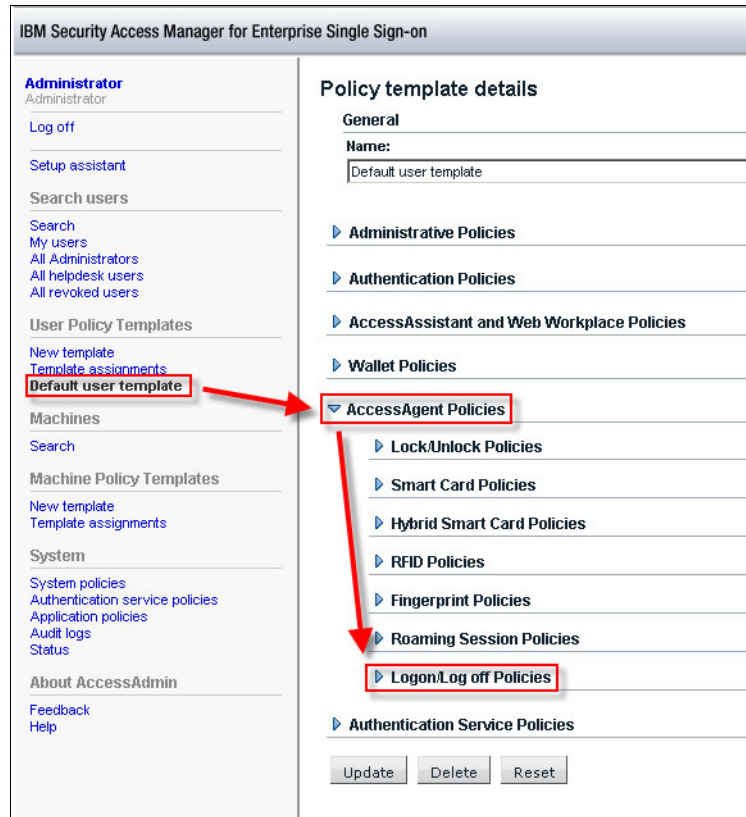 IBM Security Access Manager for Enterprise Single Sign-on
Administrator
Administrator
Log off
Setup assistant
Search users
Search
My users
All Administrators
All helpdesk users
All revoked users
User Policy Templates
New template
Template assignments
Default user template
Machines
Search
Machine Policy Templates
New template
Template assignments
System
System policies
Authentication service policies
Application policies
Audit logs
Status
About AccessAdmin
Feedback
Help
Policy template details
General
Name:
Default user template
Administrative Policies
Authentication Policies
AccessAssistant and Web Workplace Policies
Wallet Policies
AccessAgent Policies
Lock/Unlock Policies
Smart Card Policies
Hybrid Smart Card Policies
RFID Policies
Fingerprint Policies
Roaming Session Policies
Logon/Log off Policies
Authentication Service Policies
Update Delete Reset